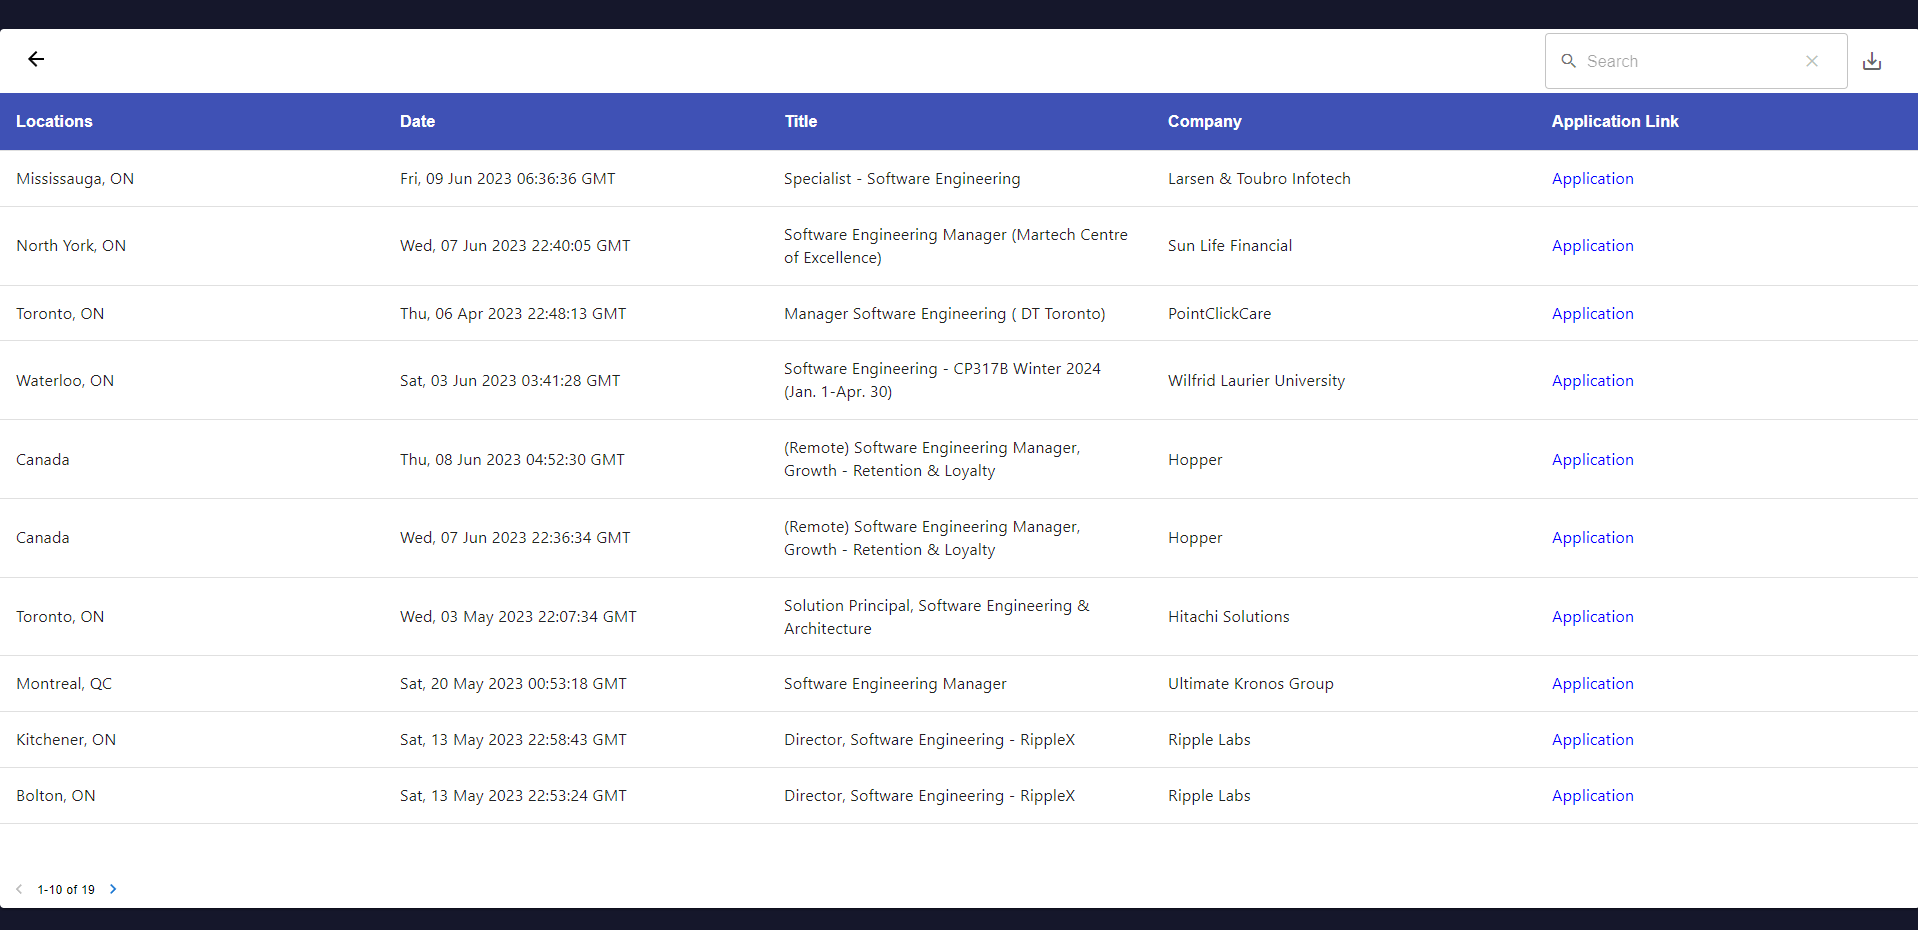 Search
Locations Date Title Company Application Link
Mississauga, ON Fri, 09 Jun 2023 06:36:36 GMT Specialist - Software Engineering Larsen & Toubro Infotech Application
North York, ON Wed, 07 Jun 2023 22:40:05 GMT Software Engineering Manager (Martech Centre
of Excellence) Sun Life Financial Application
Toronto, ON Thu, 06 Apr 2023 22:48:13 GMT Manager Software Engineering ( DT Toronto) PointClickCare Application
Waterloo, ON Sat, 03 Jun 2023 03:41:28 GMT Software Engineering - CP317B Winter 2024
(Jan. 1-Apr. 30) Wilfrid Laurier University Application
Canada Thu, 08 Jun 2023 04:52:30 GMT (Remote) Software Engineering Manager,
Growth - Retention & Loyalty Hopper Application
Canada Wed, 07 Jun 2023 22:36:34 GMT (Remote) Software Engineering Manager,
Growth - Retention & Loyalty Hopper Application
Toronto, ON Wed, 03 May 2023 22:07:34 GMT Solution Principal, Software Engineering &
Architecture Hitachi Solutions Application
Montreal, QC Sat, 20 May 2023 00:53:18 GMT Software Engineering Manager Ultimate Kronos Group Application
Kitchener, ON Sat, 13 May 2023 22:58:43 GMT Director, Software Engineering - RippleX Ripple Labs Application
Bolton, ON Sat, 13 May 2023 22:53:24 GMT Director, Software Engineering - RippleX Ripple Labs Application
1-10 of 19